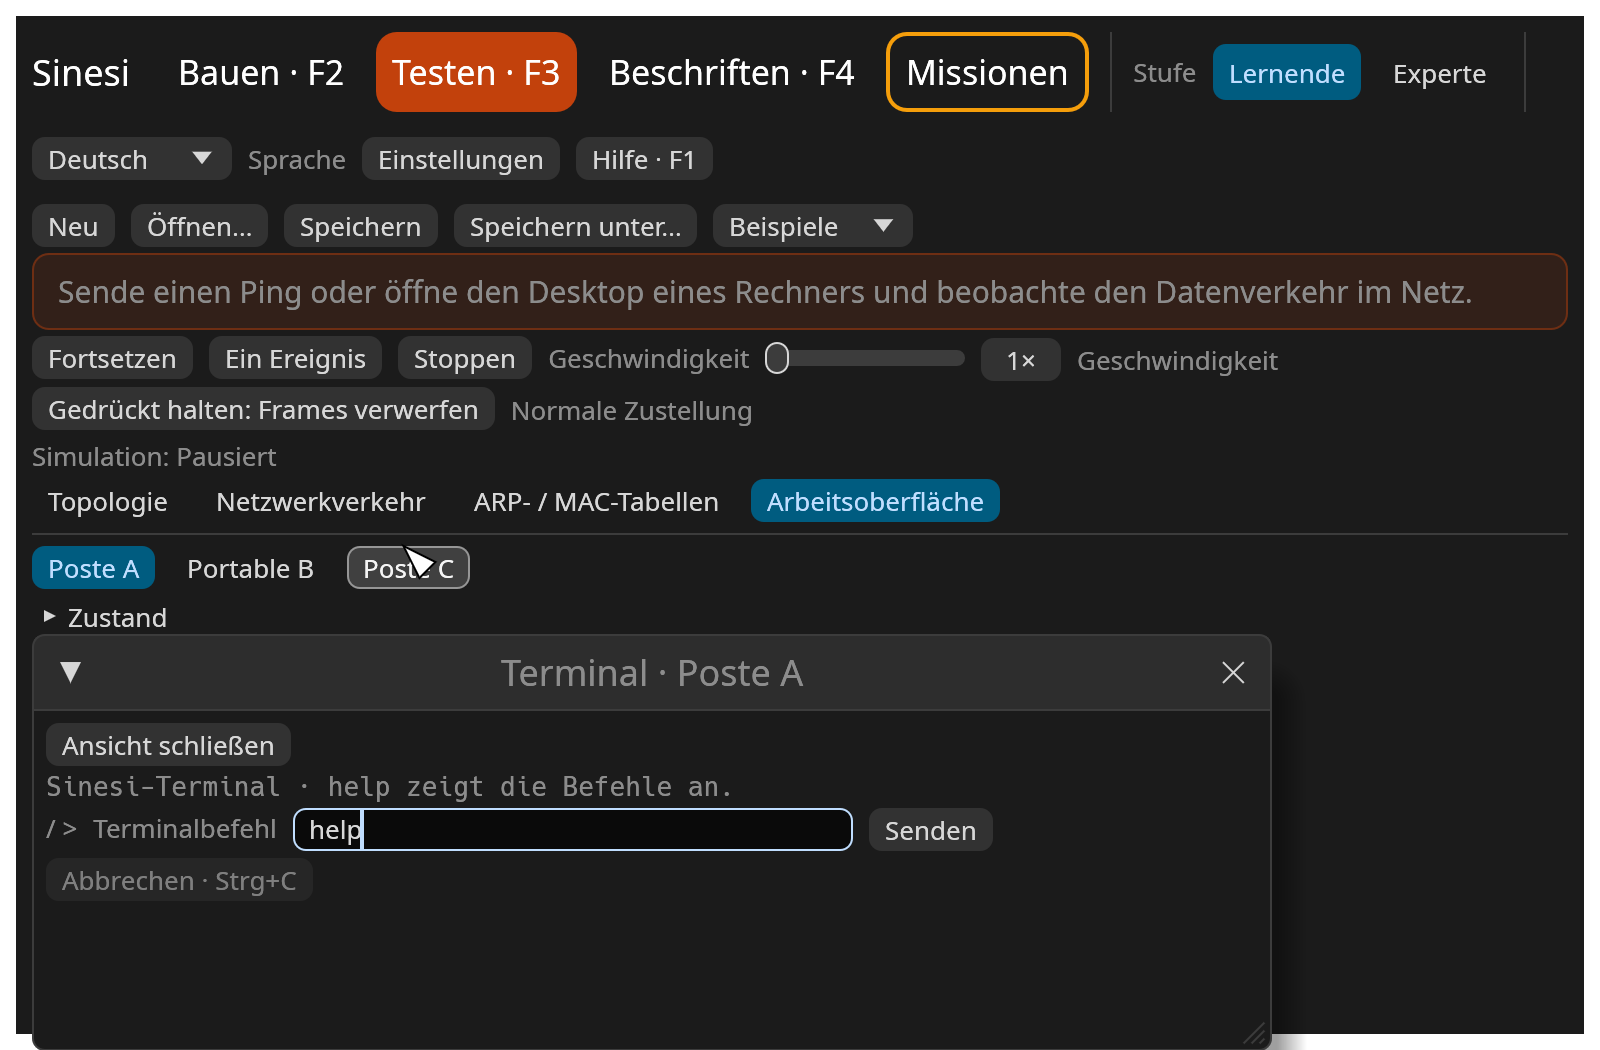 Sinesi Bauen · F2 Testen · F3 Beschriften · F4 Missionen Stufe Lernende Experte
Deutsch Sprache Einstellungen Hilfe · F1
Neu Öffnen... Speichern Speichern unter... Beispiele
Sende einen Ping oder öffne den Desktop eines Rechners und beobachte den Datenverkehr im Netz.
Fortsetzen Ein Ereignis Stoppen Geschwindigkeit 1× Geschwindigkeit
Gedrückt halten: Frames verwerfen Normale Zustellung
Simulation: Pausiert
Topologie Netzwerkverkehr ARP- / MAC-Tabellen Arbeitsoberfläche
Poste A Portable B Poste C
Zustand
Terminal · Poste A
Ansicht schließen
Sinesi-Terminal · help zeigt die Befehle an.
/> Terminalbefehl help Senden
Abbrechen · Strg+C